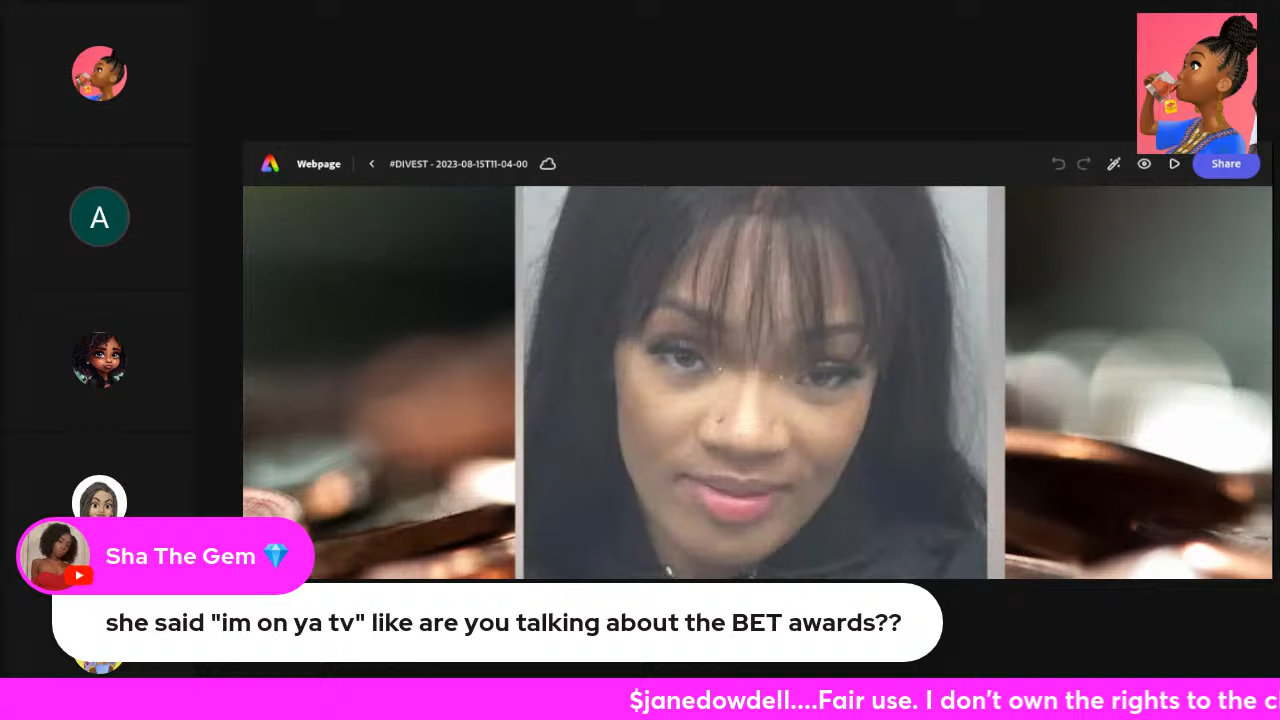 Webpage
#DIVEST - 2023-08-15T11-04-00
Share
A
Sha The Gem 💎
she said "im on ya tv" like are you talking about the BET awards??
$janedowdell....Fair use. I don't own the rights to the c